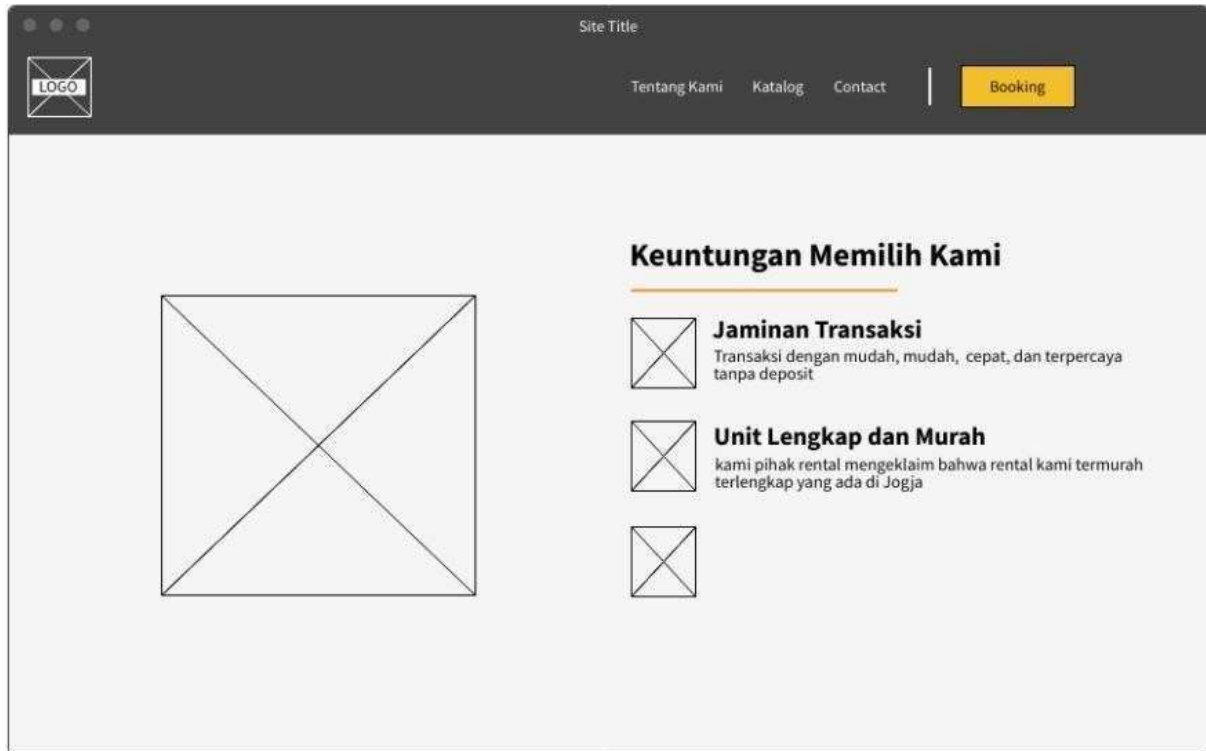 Site Title
LOGO
Tentang Kami
Katalog
Contact
Booking
Keuntungan Memilih Kami
Jaminan Transaksi
Transaksi dengan mudah, mudah, cepat, dan terpercaya
tanpa deposit
Unit Lengkap dan Murah
kami pihak rental mengeklaim bahwa rental kami termurah
terlengkap yang ada di Jogja